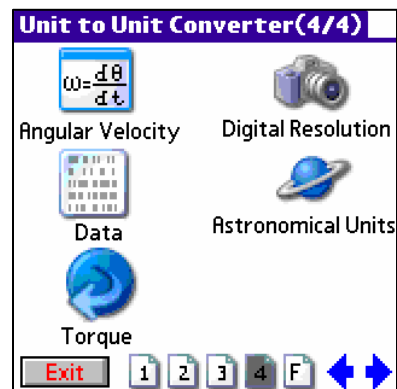 Unit to Unit Converter(4/4)
ω=dθ/dt
Angular Velocity
Digital Resolution
Data
Astronomical Units
Torque
Exit 1 2 3 4 F